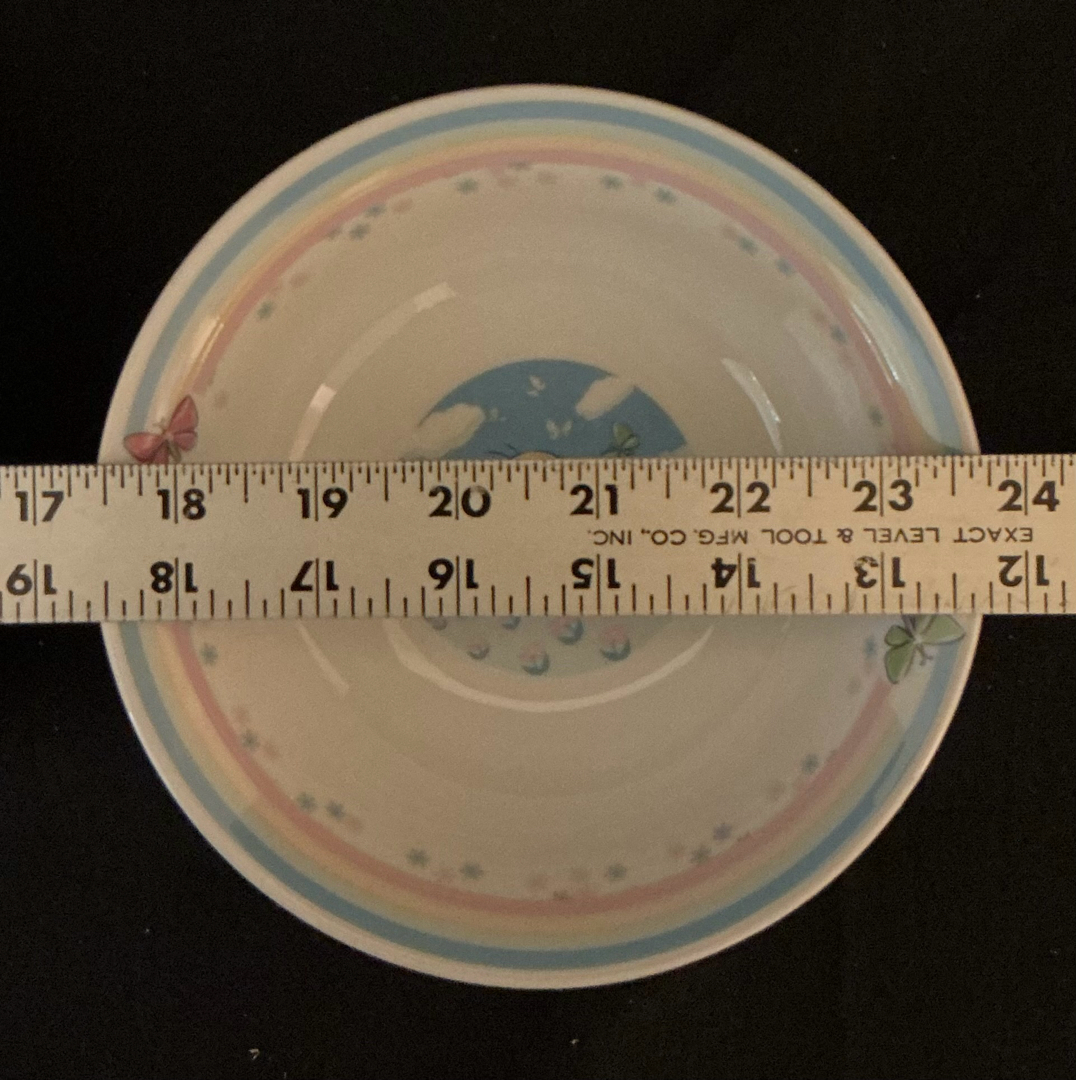 17 18 19 20 21 22 23 24
EXACT LEVEL & TOOL MFG. CO., INC.
19 18 17 16 15 14 13 12